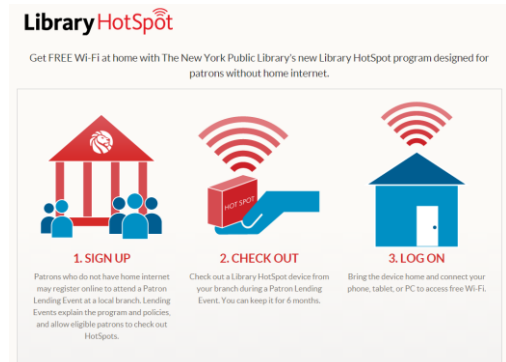 Library HotSpot
Get FREE Wi-Fi at home with The New York Public Library's new Library HotSpot program designed for
patrons without home internet.
HOT SPOT
1. SIGN UP
Patrons who do not have home internet
may register online to attend a Patron
Lending Event at a local branch. Lending
Events explain the program and policies,
and allow eligible patrons to check out
HotSpots.
2. CHECK OUT
Check out a Library HotSpot device from
your branch during a Patron Lending
Event. You can keep it for 6 months.
3. LOG ON
Bring the device home and connect your
phone, tablet, or PC to access free Wi-Fi.